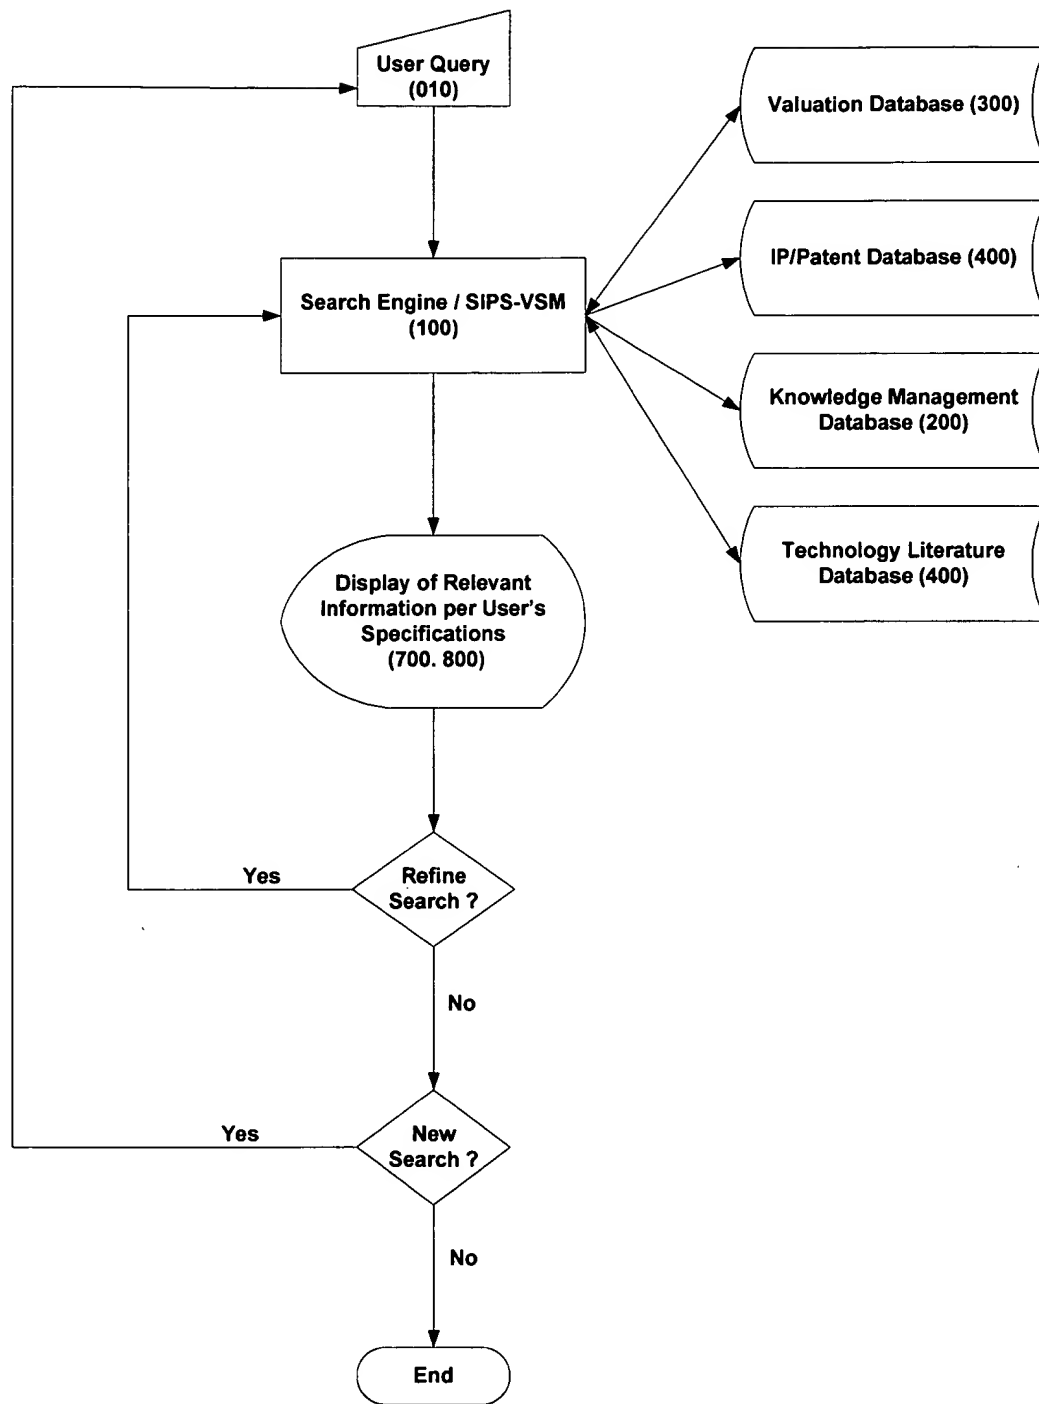 User Query
(010)
Valuation Database (300)
Search Engine / SIPS-VSM
(100)
IP/Patent Database (400)
Knowledge Management
Database (200)
Technology Literature
Database (400)
Display of Relevant
Information per User's
Specifications
(700. 800)
Refine
Search ?
Yes
No
New
Search ?
Yes
No
End